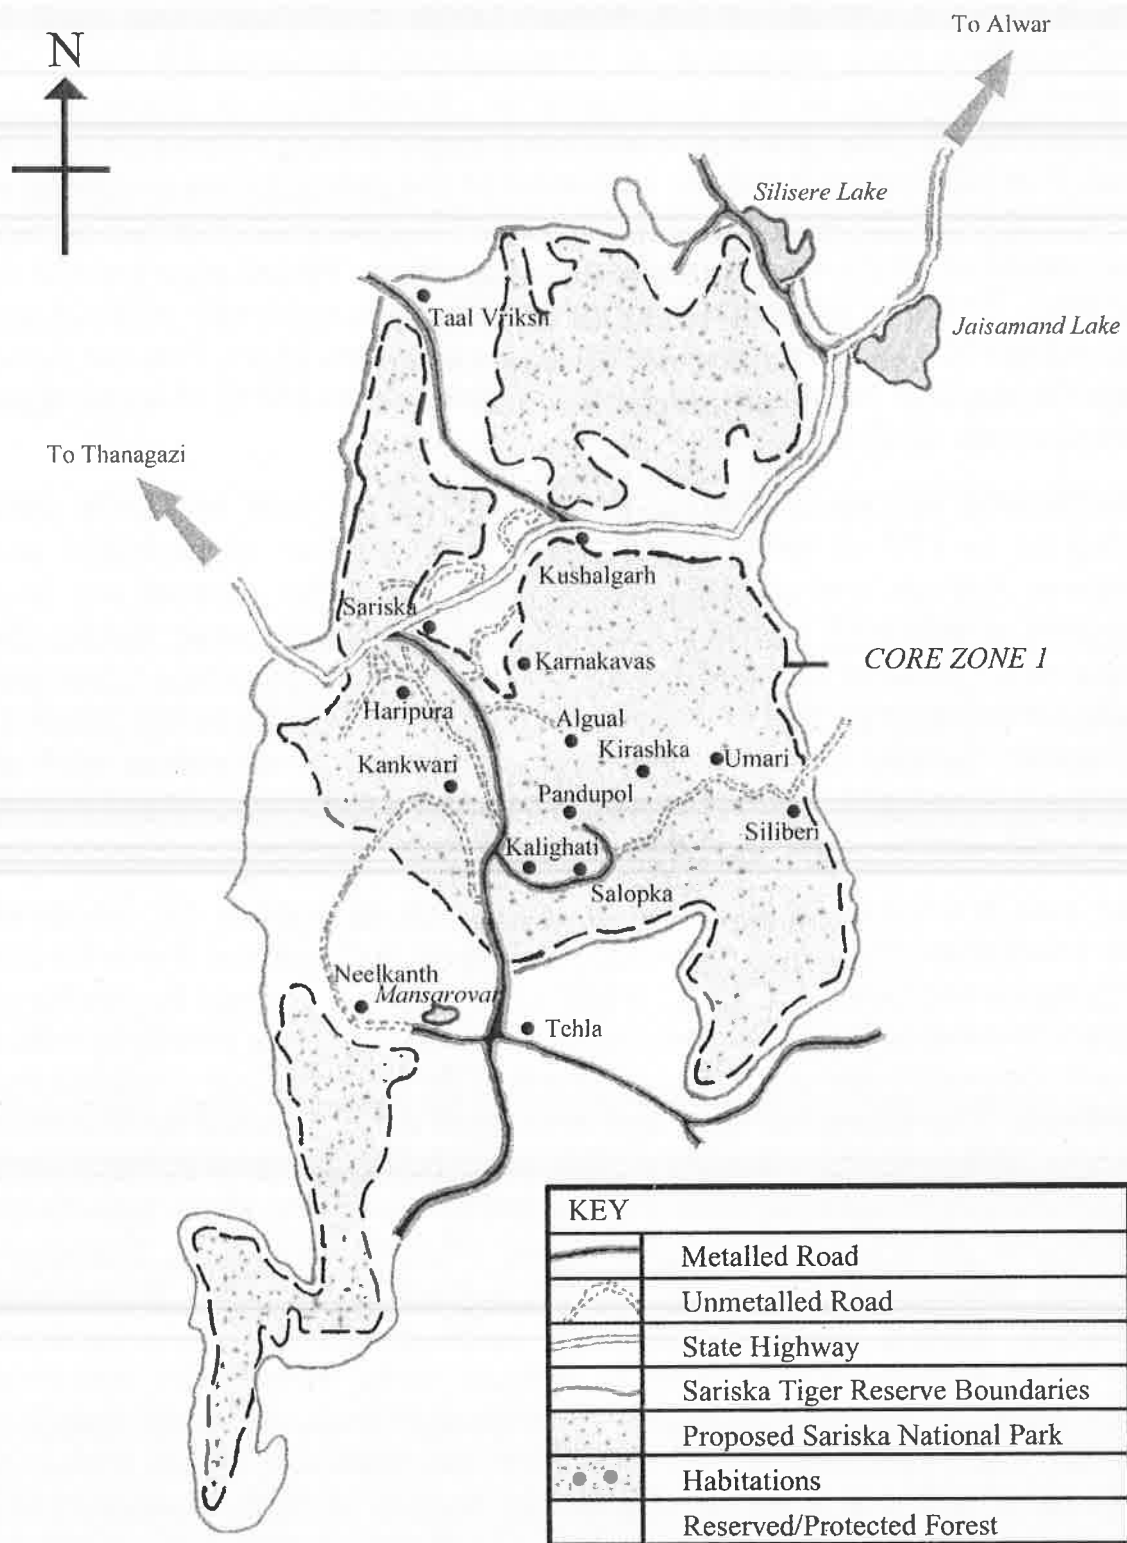 To Alwar
N
Silisere Lake
Taal Vriksh
Jaisamand Lake
To Thanagazi
Kushalgarh
Sariska
Karnakavas
CORE ZONE 1
Haripura
Algual
Kirashka
Umari
Kankwari
Pandupol
Siliberi
Kalighati
Salopka
Neelkanth
Mansarovar
Tehla
KEY
Metalled Road
Unmetalled Road
State Highway
Sariska Tiger Reserve Boundaries
Proposed Sariska National Park
Habitations
Reserved/Protected Forest